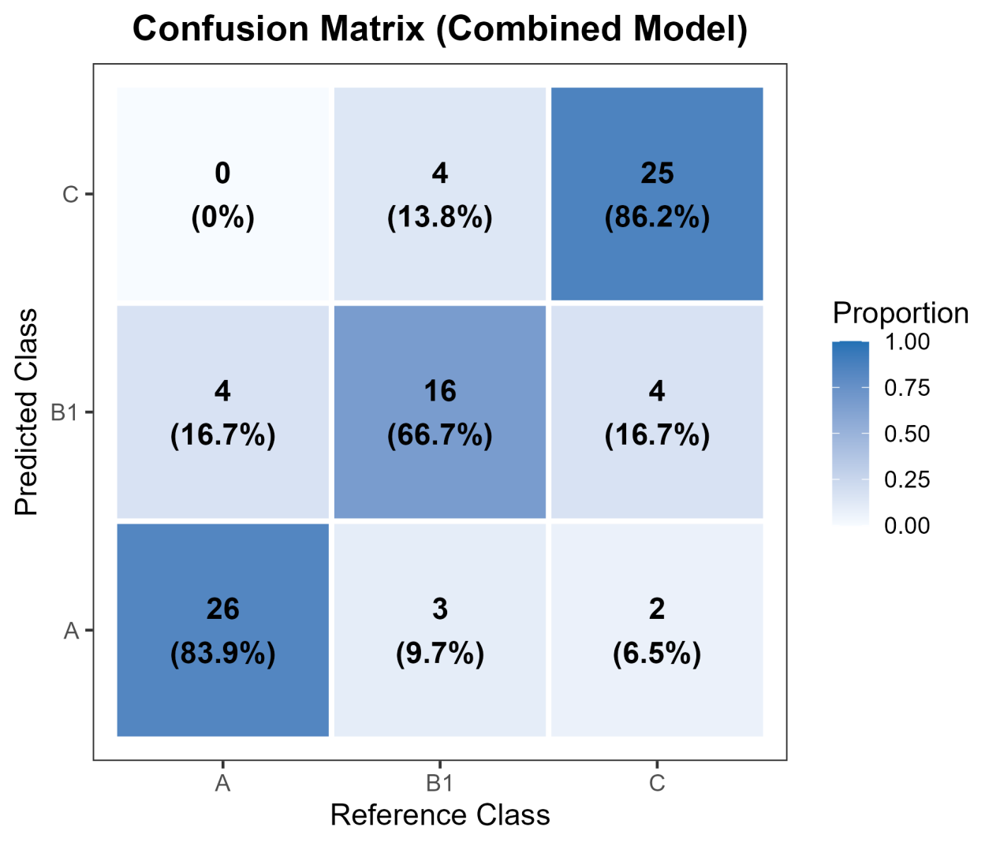 Confusion Matrix (Combined Model)
Predicted Class
C
0
(0%)
4
(13.8%)
25
(86.2%)
B1
4
(16.7%)
16
(66.7%)
4
(16.7%)
A
26
(83.9%)
3
(9.7%)
2
(6.5%)
A
B1
C
Reference Class
Proportion
1.00
0.75
0.50
0.25
0.00